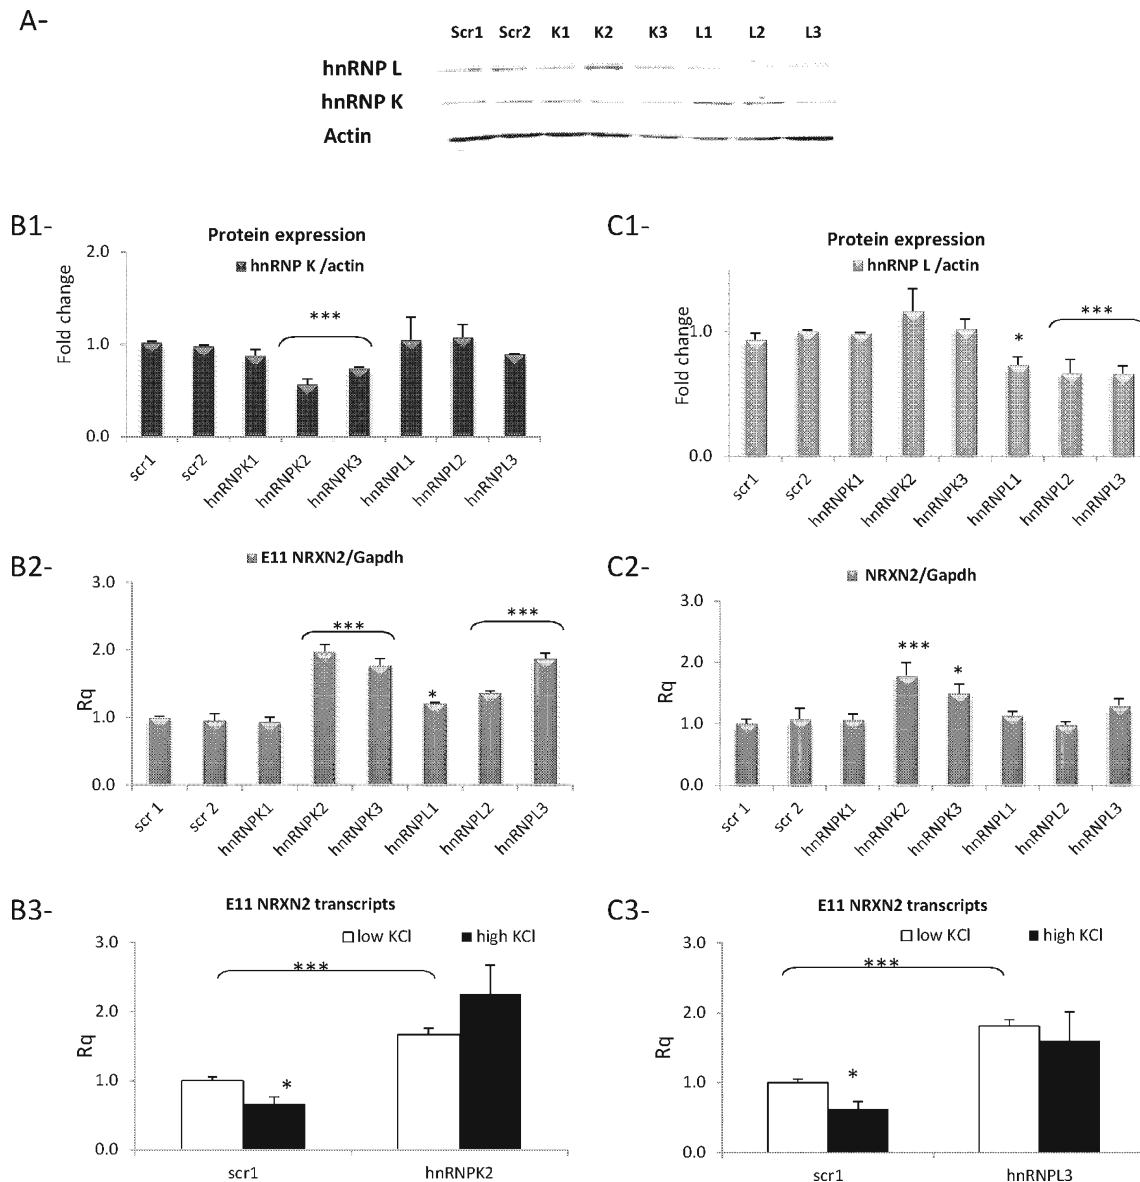 A-
Scr1 Scr2 K1 K2 K3 L1 L2 L3
hnRNP L
hnRNP K
Actin
B1-
Protein expression
hnRNP K /actin
2.0
1.0
0.0
Fold change
***
scr1 scr2 hnRNPK1 hnRNPK2 hnRNPK3 hnRNPL1 hnRNPL2 hnRNPL3
C1-
Protein expression
hnRNP L /actin
1.0
0.0
Fold change
* ***
scr1 scr2 hnRNPK1 hnRNPK2 hnRNPK3 hnRNPL1 hnRNPL2 hnRNPL3
B2-
E11 NRXN2/Gapdh
3.0
2.0
1.0
0.0
Rq
*** * ***
scr 1 scr 2 hnRNPK1 hnRNPK2 hnRNPK3 hnRNPL1 hnRNPL2 hnRNPL3
C2-
NRXN2/Gapdh
3.0
2.0
1.0
0.0
Rq
*** *
scr 1 scr 2 hnRNPK1 hnRNPK2 hnRNPK3 hnRNPL1 hnRNPL2 hnRNPL3
B3-
E11 NRXN2 transcripts
low KCl high KCl
3.0
2.0
1.0
0.0
Rq
***
*
scr1 hnRNPK2
C3-
E11 NRXN2 transcripts
low KCl high KCl
3.0
2.0
1.0
0.0
Rq
***
*
scr1 hnRNPL3